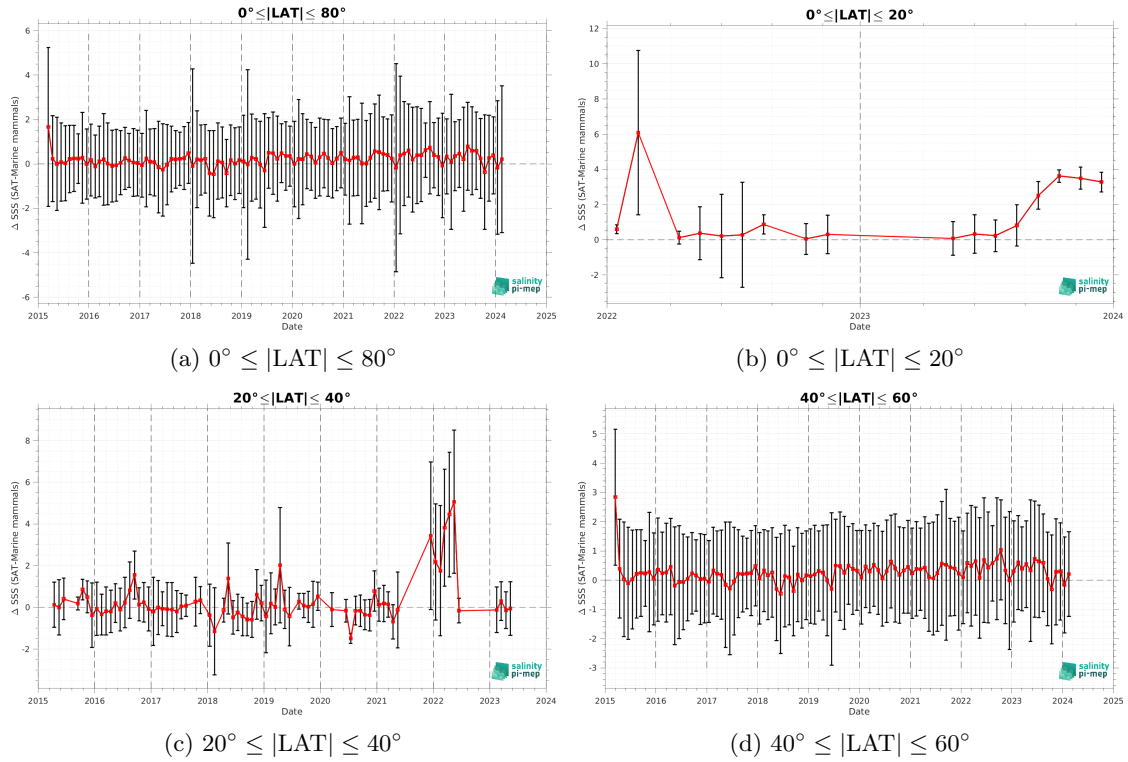 0°≤|LAT|≤ 80°
Δ SSS (SAT-Marine mammals)
6
4
2
0
-2
-4
-6
2015 2016 2017 2018 2019 2020 2021 2022 2023 2024 2025
Date
salinity
pi-mep
(a) 0° ≤ |LAT| ≤ 80°
0°≤|LAT|≤ 20°
Δ SSS (SAT-Marine mammals)
12
10
8
6
4
2
0
-2
2022 2023 2024
Date
salinity
pi-mep
(b) 0° ≤ |LAT| ≤ 20°
20°≤|LAT|≤ 40°
Δ SSS (SAT-Marine mammals)
8
6
4
2
0
-2
2015 2016 2017 2018 2019 2020 2021 2022 2023 2024
Date
salinity
pi-mep
(c) 20° ≤ |LAT| ≤ 40°
40°≤|LAT|≤ 60°
Δ SSS (SAT-Marine mammals)
5
4
3
2
1
0
-1
-2
-3
2015 2016 2017 2018 2019 2020 2021 2022 2023 2024 2025
Date
salinity
pi-mep
(d) 40° ≤ |LAT| ≤ 60°